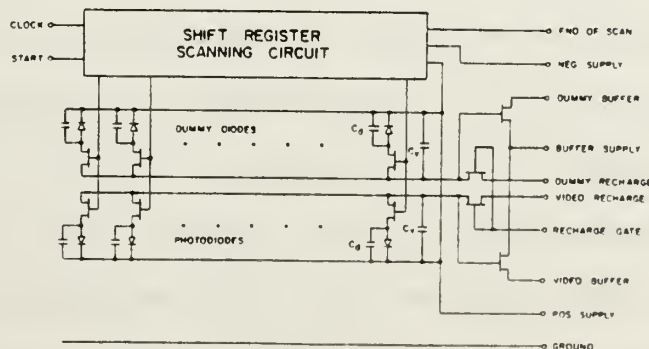 CLOCK
START
SHIFT REGISTER
SCANNING CIRCUIT
END OF SCAN
NEG SUPPLY
DUMMY BUFFER
DUMMY DIODES
Cd
Cv
BUFFER SUPPLY
DUMMY RECHARGE
VIDEO RECHARGE
RECHARGE GATE
PHOTODIODES
Cd
Cv
VIDEO BUFFER
POS SUPPLY
GROUND